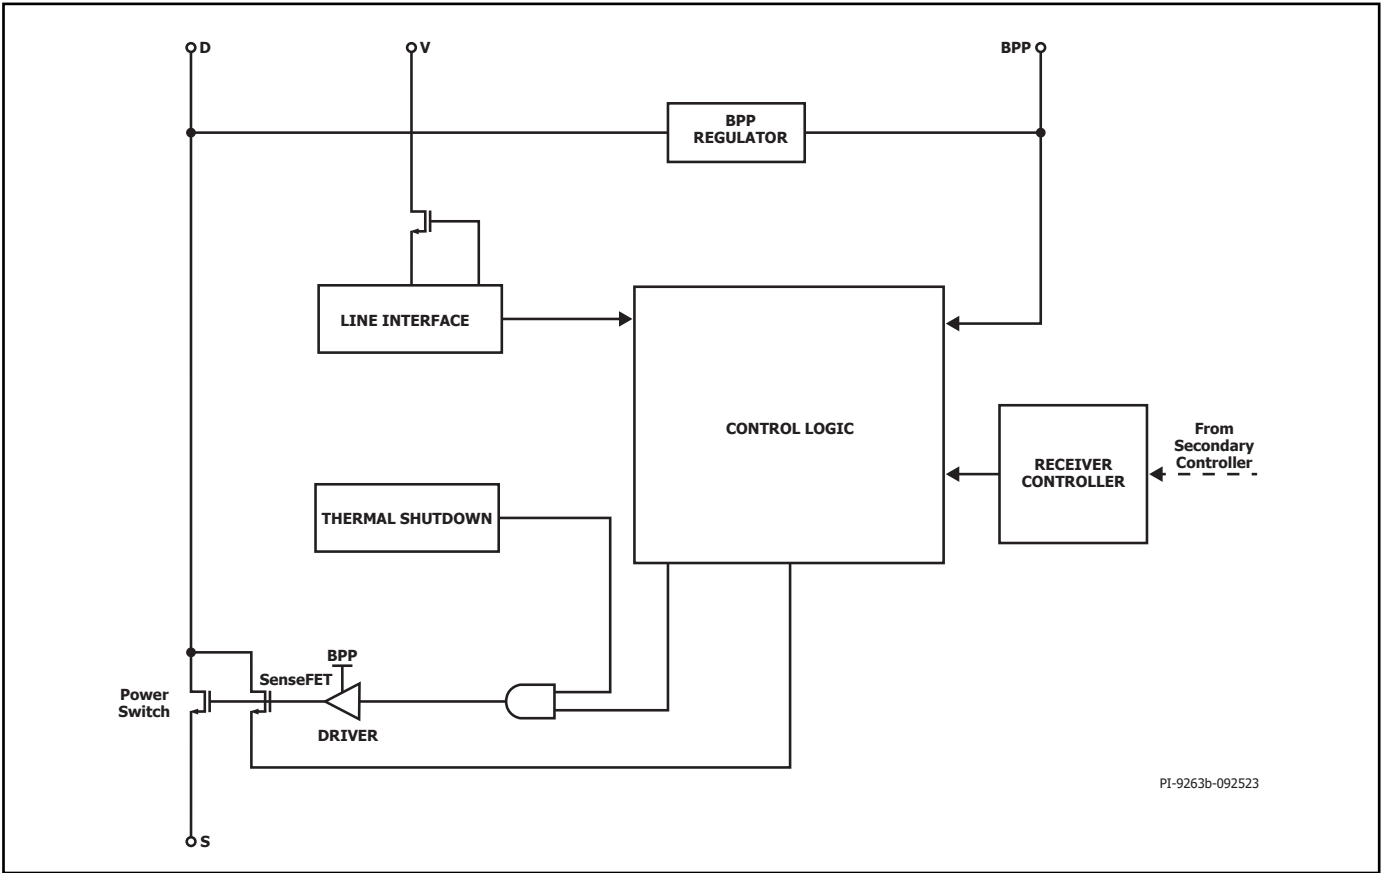 D
V
BPP
BPP
REGULATOR
LINE INTERFACE
CONTROL LOGIC
From
Secondary
Controller
RECEIVER
CONTROLLER
THERMAL SHUTDOWN
BPP
SenseFET
Power
Switch
DRIVER
PI-9263b-092523
S